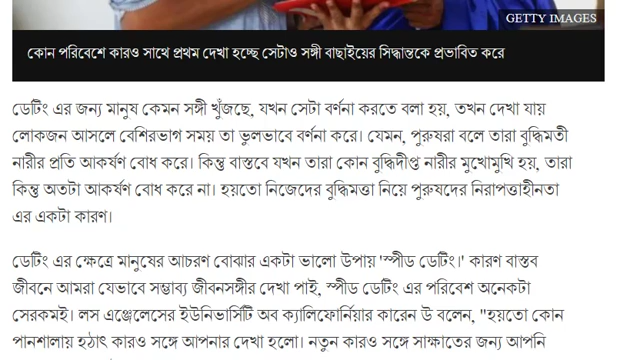 GETTY IMAGES
কোন পরিবেশে কারও সাথে প্রথম দেখা হচ্ছে সেটাও সঙ্গী বাছাইয়ের সিদ্ধান্তকে প্রভাবিত করে
ডেটিং এর জন্য মানুষ কেমন সঙ্গী খুঁজছে, যখন সেটা বর্ণনা করতে বলা হয়, তখন দেখা যায়
লোকজন আসলে বেশিরভাগ সময় তা ভুলভাবে বর্ণনা করে। যেমন, পুরুষরা বলে তারা বুদ্ধিমতী
নারীর প্রতি আকর্ষণ বোধ করে। কিন্তু বাস্তবে যখন তারা কোন বুদ্ধিদীপ্ত নারীর মুখোমুখি হয়, তারা
কিন্তু অতটা আকর্ষণ বোধ করে না। হয়তো নিজেদের বুদ্ধিমত্তা নিয়ে পুরুষদের নিরাপত্তাহীনতা
এর একটা কারণ।
ডেটিং এর ক্ষেত্রে মানুষের আচরণ বোঝার একটা ভালো উপায় 'স্পীড ডেটিং।' কারণ বাস্তব
জীবনে আমরা যেভাবে সম্ভাব্য জীবনসঙ্গীর দেখা পাই, স্পীড ডেটিং এর পরিবেশ অনেকটা
সেরকমই। লস এঞ্জেলেসের ইউনিভার্সিটি অব ক্যালিফোর্নিয়ার কারেন উ বলেন, "হয়তো কোন
পানশালায় হঠাৎ কারও সঙ্গে আপনার দেখা হলো। নতুন কারও সঙ্গে সাক্ষাতের জন্য আপনি